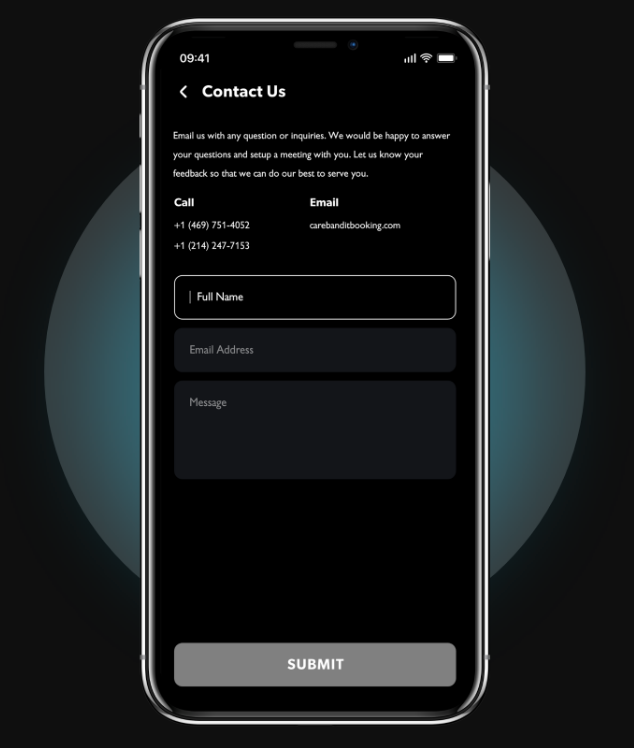 09:41
Contact Us
Email us with any question or inquiries. We would be happy to answer
your questions and setup a meeting with you. Let us know your
feedback so that we can do our best to serve you.
Call
Email
+1 (469) 751-4052
carebanditbooking.com
+1 (214) 247-7153
Full Name
Email Address
Message
SUBMIT